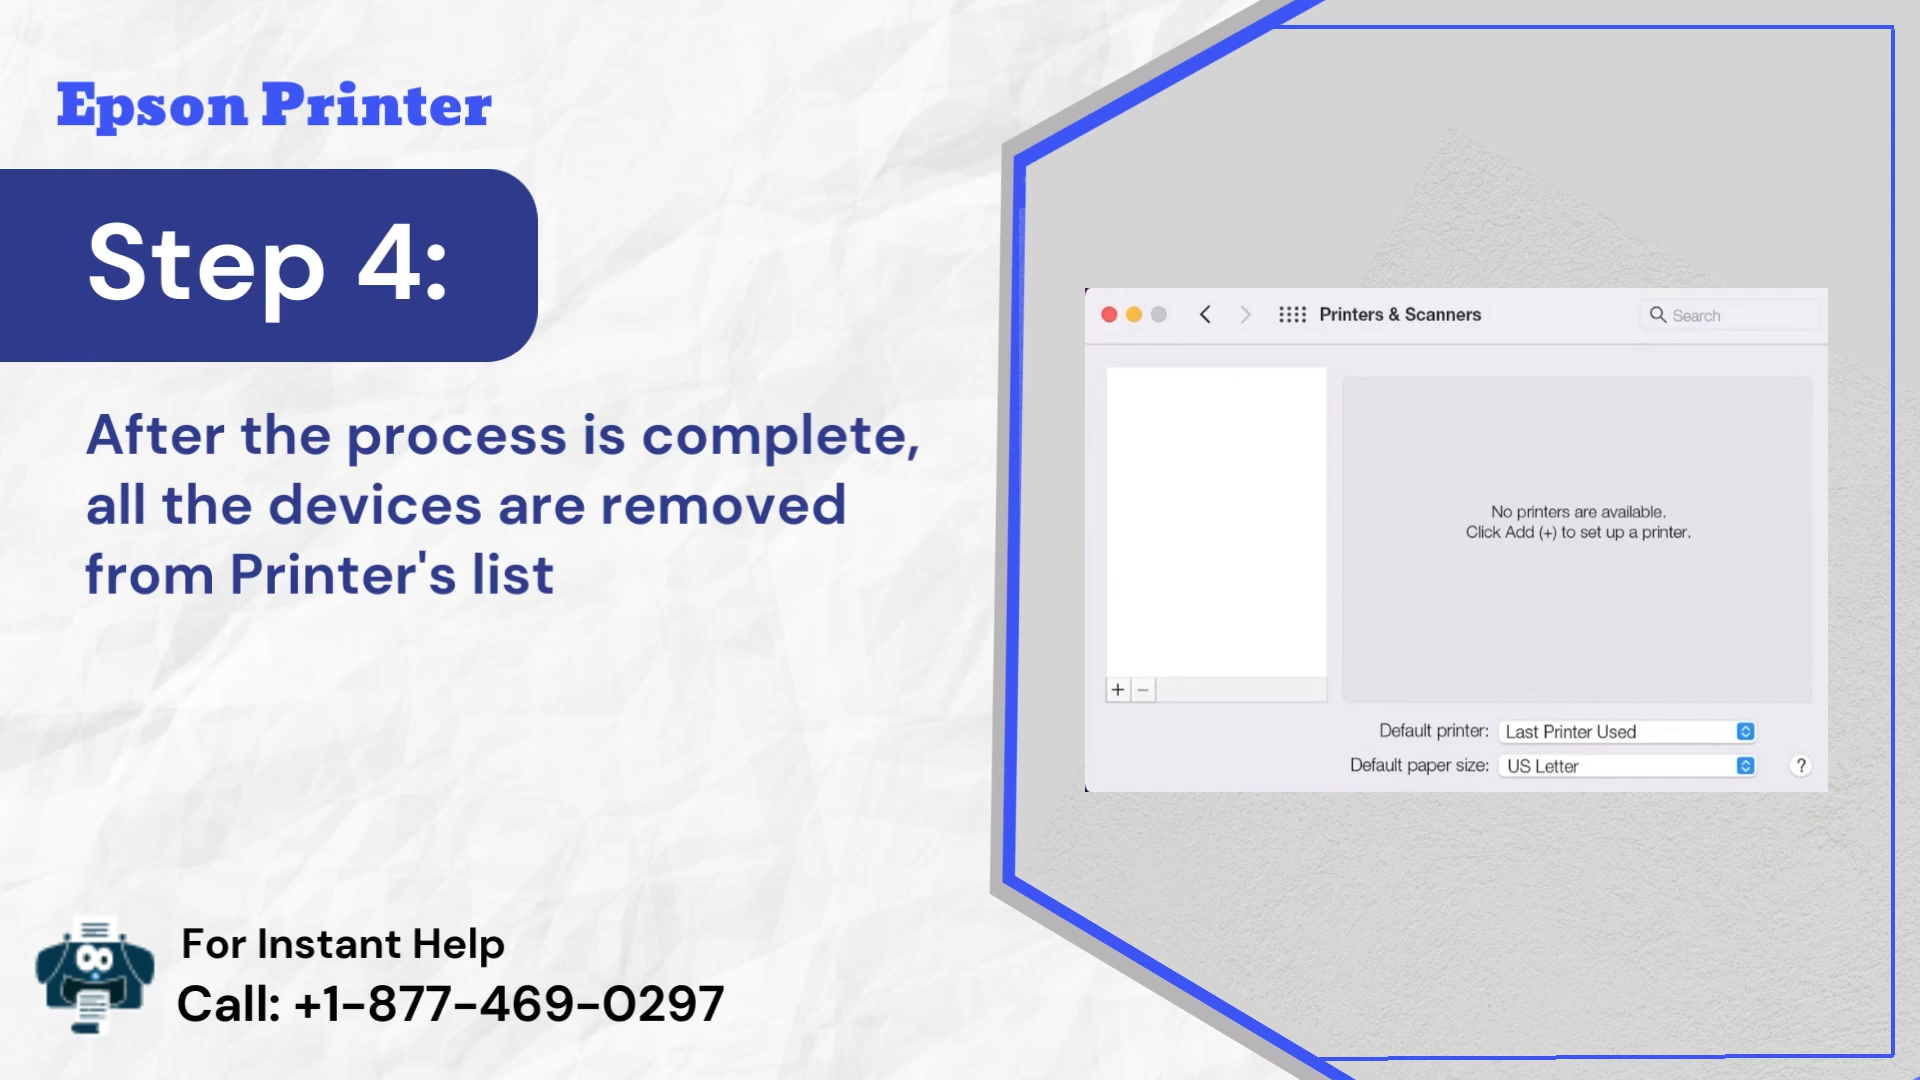 Epson Printer
Step 4:
After the process is complete,
all the devices are removed
from Printer's list
Printers & Scanners
Search
No printers are available.
Click Add (+) to set up a printer.
+ −
Default printer: Last Printer Used
Default paper size: US Letter
?
For Instant Help
Call: +1-877-469-0297